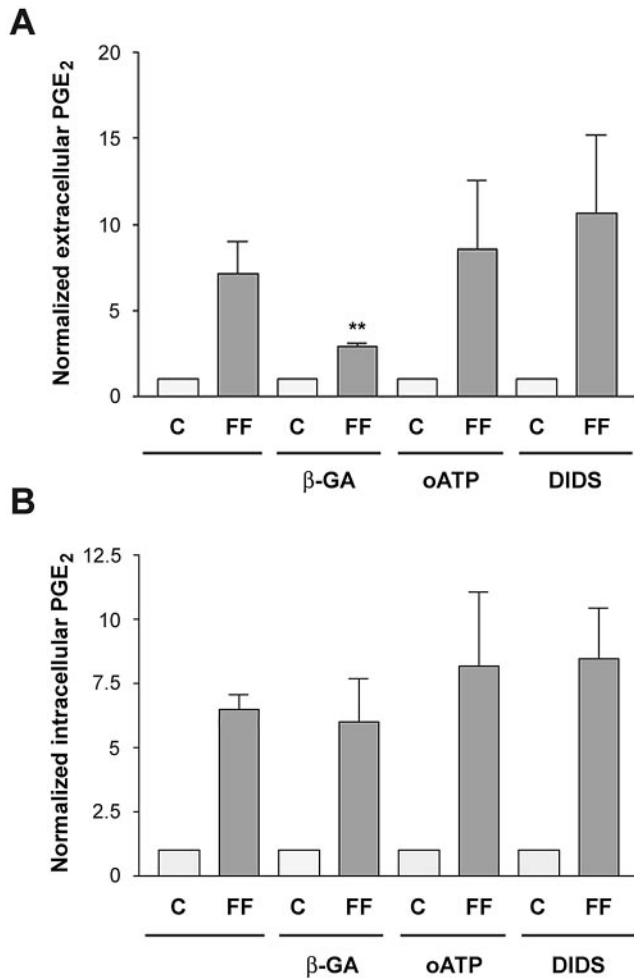 A
Normalized extracellular PGE₂
20
15
10
5
0
**
C FF C FF C FF C FF
β-GA oATP DIDS
B
Normalized intracellular PGE₂
12.5
10
7.5
5
2.5
0
C FF C FF C FF C FF
β-GA oATP DIDS